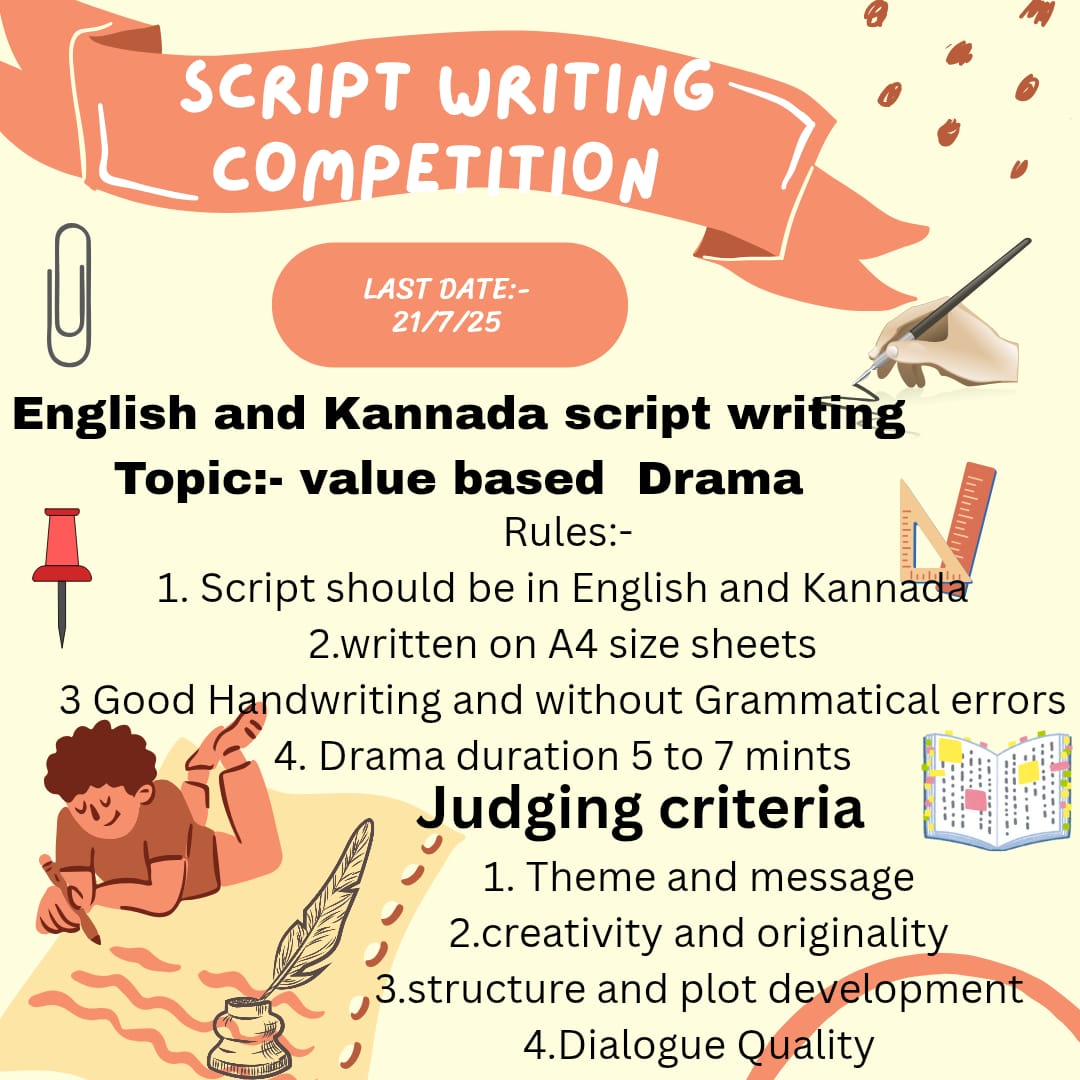 SCRIPT WRITING
COMPETITION
LAST DATE:-
21/7/25
English and Kannada script writing
Topic:- value based Drama
Rules:-
1. Script should be in English and Kannada
2.written on A4 size sheets
3 Good Handwriting and without Grammatical errors
4. Drama duration 5 to 7 mints
Judging criteria
1. Theme and message
2.creativity and originality
3.structure and plot development
4.Dialogue Quality